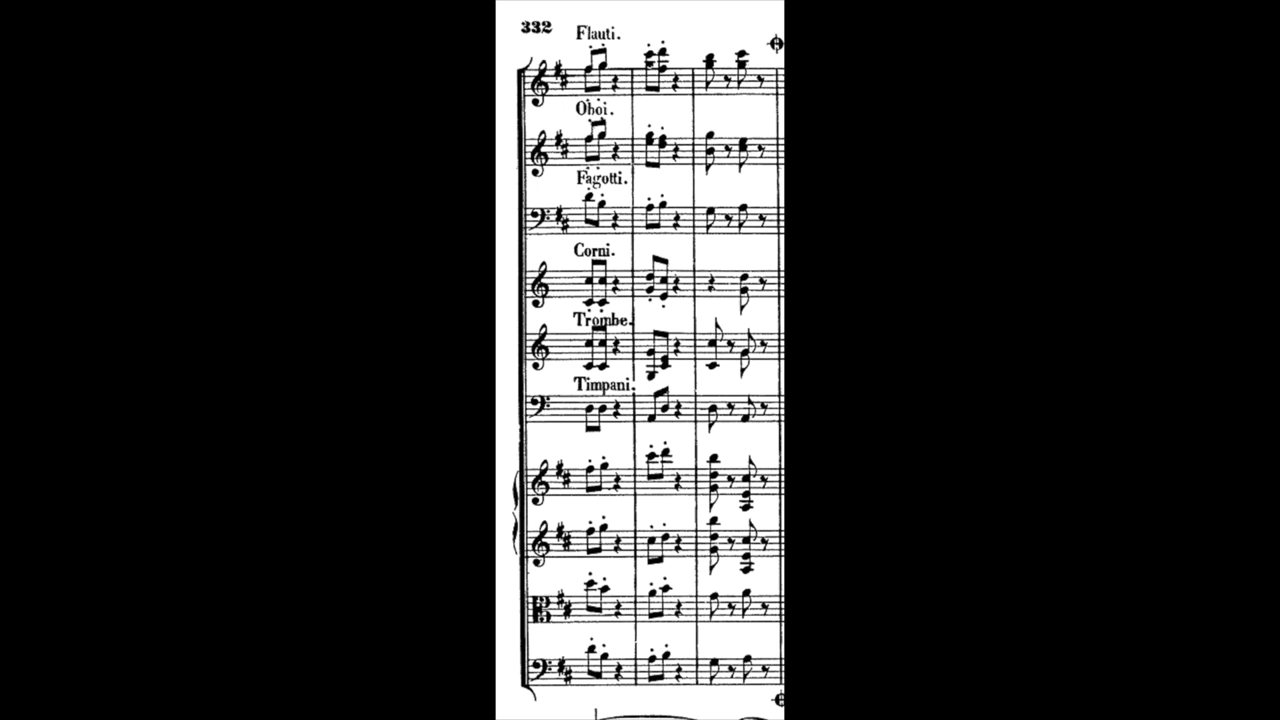 332
Flauti.
Oboi.
Fagotti.
Corni.
Trombe.
Timpani.